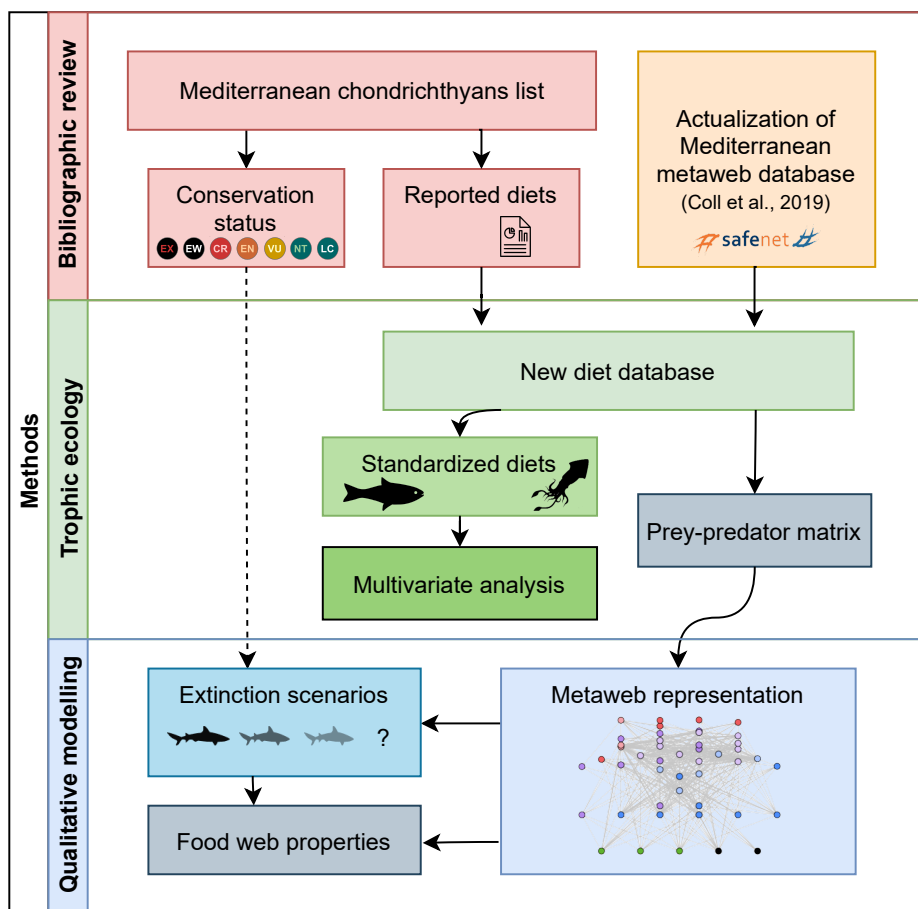 Methods
Bibliographic review
Mediterranean chondrichthyans list
Conservation
status
EX EW CR EN VU NT LC
Reported diets
Actualization of
Mediterranean
metaweb database
(Coll et al., 2019)
safenet
Trophic ecology
New diet database
Standardized diets
Multivariate analysis
Prey-predator matrix
Qualitative modelling
Extinction scenarios
?
Food web properties
Metaweb representation